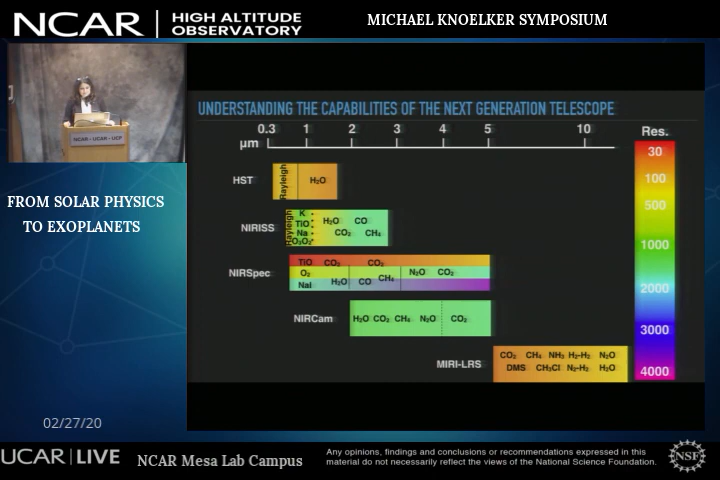 NCAR | HIGH ALTITUDE OBSERVATORY
MICHAEL KNOELKER SYMPOSIUM
NCAR - UCAR - UCP
FROM SOLAR PHYSICS
TO EXOPLANETS
02/27/20
UNDERSTANDING THE CAPABILITIES OF THE NEXT GENERATION TELESCOPE
0.3 1 2 3 4 5 10 Res.
µm
HST Rayleigh H₂O
NIRISS Rayleigh K TiO Na O₂O₃ H₂O CO CO₂ CH₄
NIRSpec TiO CO₂ CO₂
O₂ N₂O CO₂
NaI H₂O CO CH₄
NIRCam H₂O CO₂ CH₄ N₂O CO₂
MIRI-LRS CO₂ CH₄ NH₃ H₂-H₂ N₂O
DMS CH₃Cl N₂-H₂ H₂O
30
100
500
1000
2000
3000
4000
UCAR | LIVE
NCAR Mesa Lab Campus
Any opinions, findings and conclusions or recommendations expressed in this
material do not necessarily reflect the views of the National Science Foundation.
NSF